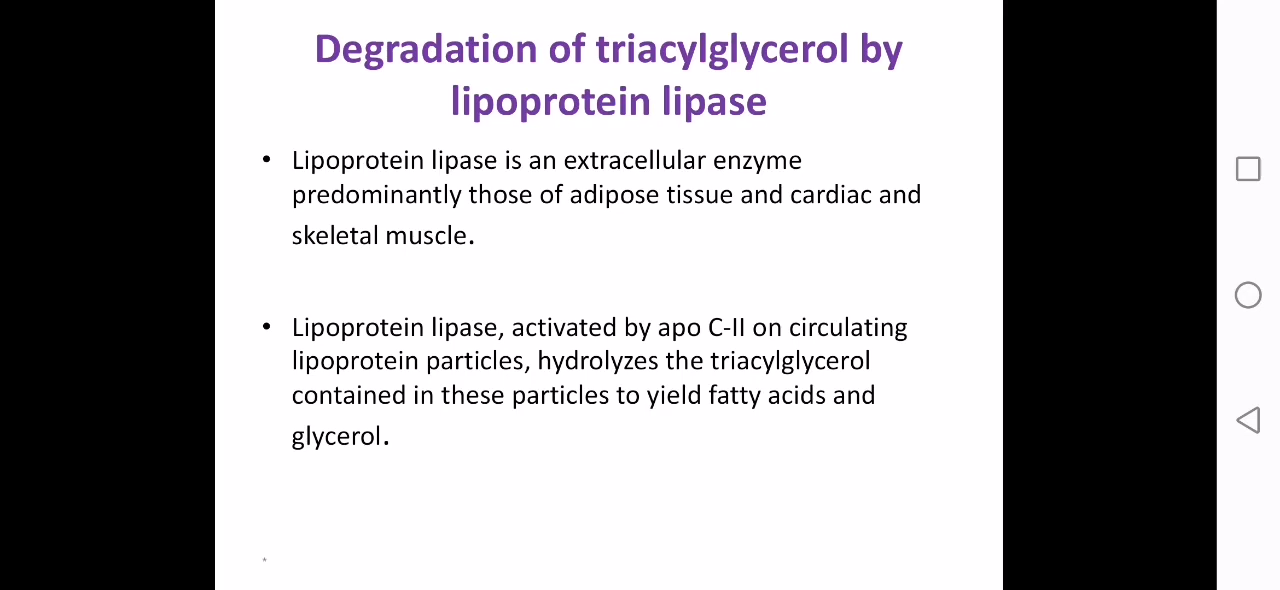 Degradation of triacylglycerol by
lipoprotein lipase
• Lipoprotein lipase is an extracellular enzyme
predominantly those of adipose tissue and cardiac and
skeletal muscle.
• Lipoprotein lipase, activated by apo C-II on circulating
lipoprotein particles, hydrolyzes the triacylglycerol
contained in these particles to yield fatty acids and
glycerol.
*